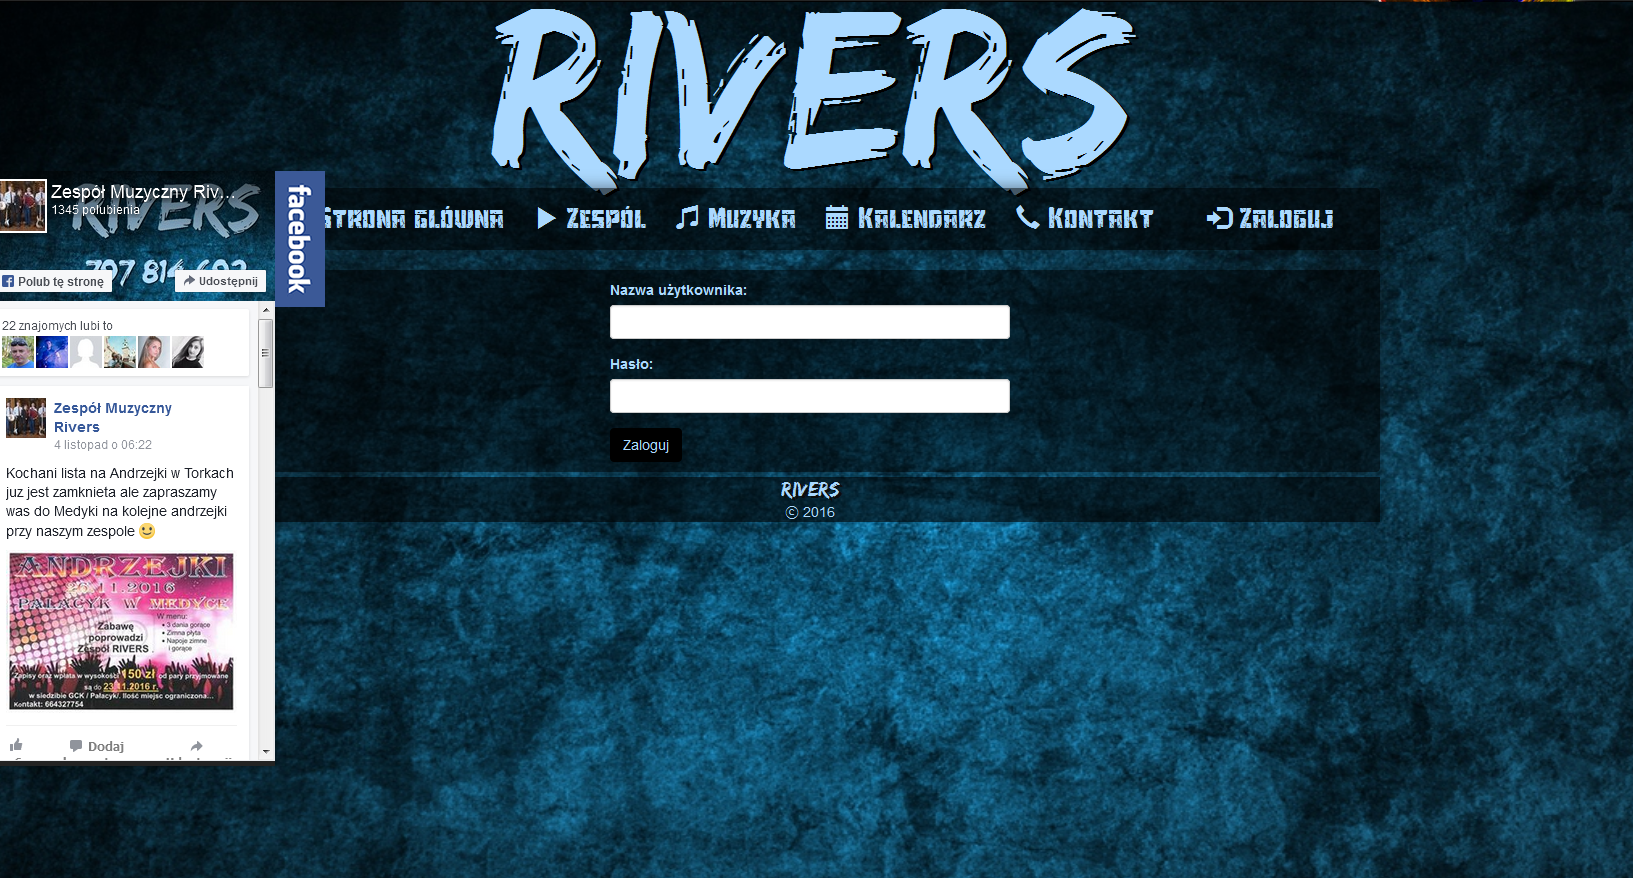 RIVERS
STRONA GŁÓWNA
ZESPÓŁ
MUZYKA
KALENDARZ
KONTAKT
ZALOGUJ
facebook
Zespół Muzyczny Riv...
1345 polubienia
RIVERS
Polub tę stronę
Udostępnij
22 znajomych lubi to
Zespół Muzyczny
Rivers
4 listopad o 06:22
Kochani lista na Andrzejki w Torkach
juz jest zamknieta ale zapraszamy
was do Medyki na kolejne andrzejki
przy naszym zespole
ANDRZEJKI
26.11.2016
PAŁACYK W MEDYCE
W menu:
• 3 dania gorące
• Zimna płyta
• Napoje zimne
i gorące
Zabawę
poprowadzi
Zespół RIVERS
Zapisy oraz wpłata w wysokości 150 zł od pary przyjmowane
są do 23.11.2016 r.
w siedzibie GCK / Pałacyk/. Ilość miejsc ograniczona...
Kontakt: 664327754
Dodaj
Nazwa użytkownika:
Hasło:
Zaloguj
RIVERS
© 2016